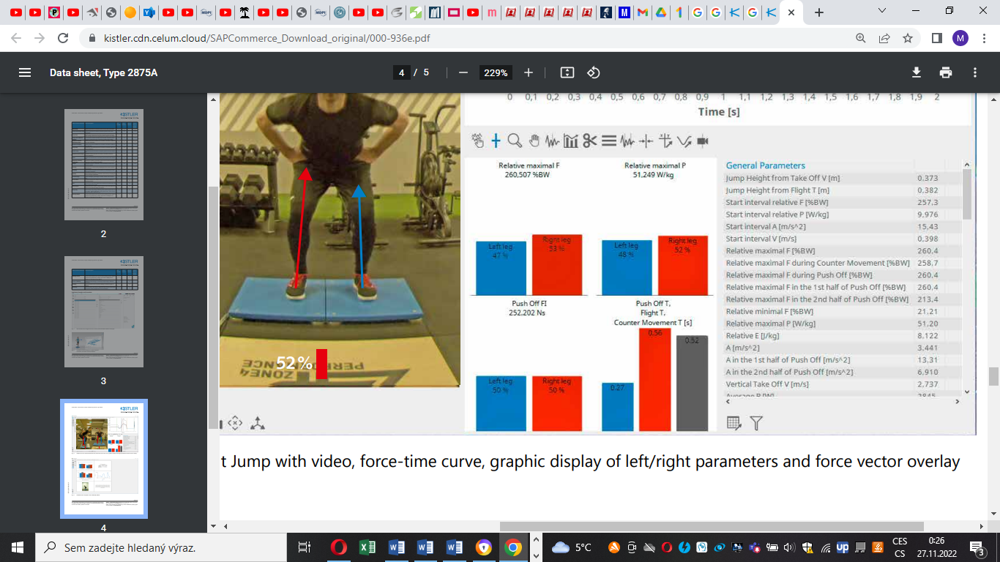 kistler.cdn.celum.cloud/SAPCommerce_Download_original/000-936e.pdf
M
Data sheet, Type 2875A
4 / 5
229%
KISTLER
2
KISTLER
3
KISTLER
4
52%
0 0,1 0,2 0,3 0,4 0,5 0,6 0,7 0,8 0,9 1 1,1 1,2 1,3 1,4 1,5 1,6 1,7 1,8 1,9 2
Time [s]
Relative maximal F
260,507 %BW
Left leg
47 %
Right leg
53 %
Relative maximal P
51,249 W/kg
Left leg
48 %
Right leg
52 %
Push Off FI
252,202 Ns
Left leg
50 %
Right leg
50 %
Push Off T,
Flight T,
Counter Movement T [s]
0.27
0.56
0.52
General Parameters
Jump Height from Take Off V [m] 0.373
Jump Height from Flight T [m] 0.382
Start interval relative F [%BW] 257.3
Start interval relative P [W/kg] 9.976
Start interval A [m/s^2] 15.43
Start interval V [m/s] 0.398
Relative maximal F [%BW] 260.4
Relative maximal F during Counter Movement [%BW] 258.7
Relative maximal F during Push Off [%BW] 260.4
Relative maximal F in the 1st half of Push Off [%BW] 260.4
Relative maximal F in the 2nd half of Push Off [%BW] 213.4
Relative minimal F [%BW] 21.21
Relative maximal P [W/kg] 51.20
Relative E [J/kg] 8.122
A [m/s^2] 3.441
A in the 1st half of Push Off [m/s^2] 13.31
A in the 2nd half of Push Off [m/s^2] 6.910
Vertical Take Off V [m/s] 2,737
t Jump with video, force-time curve, graphic display of left/right parameters and force vector overlay
Sem zadejte hledaný výraz.
5°C
up
CES
CS
0:26
27.11.2022
3